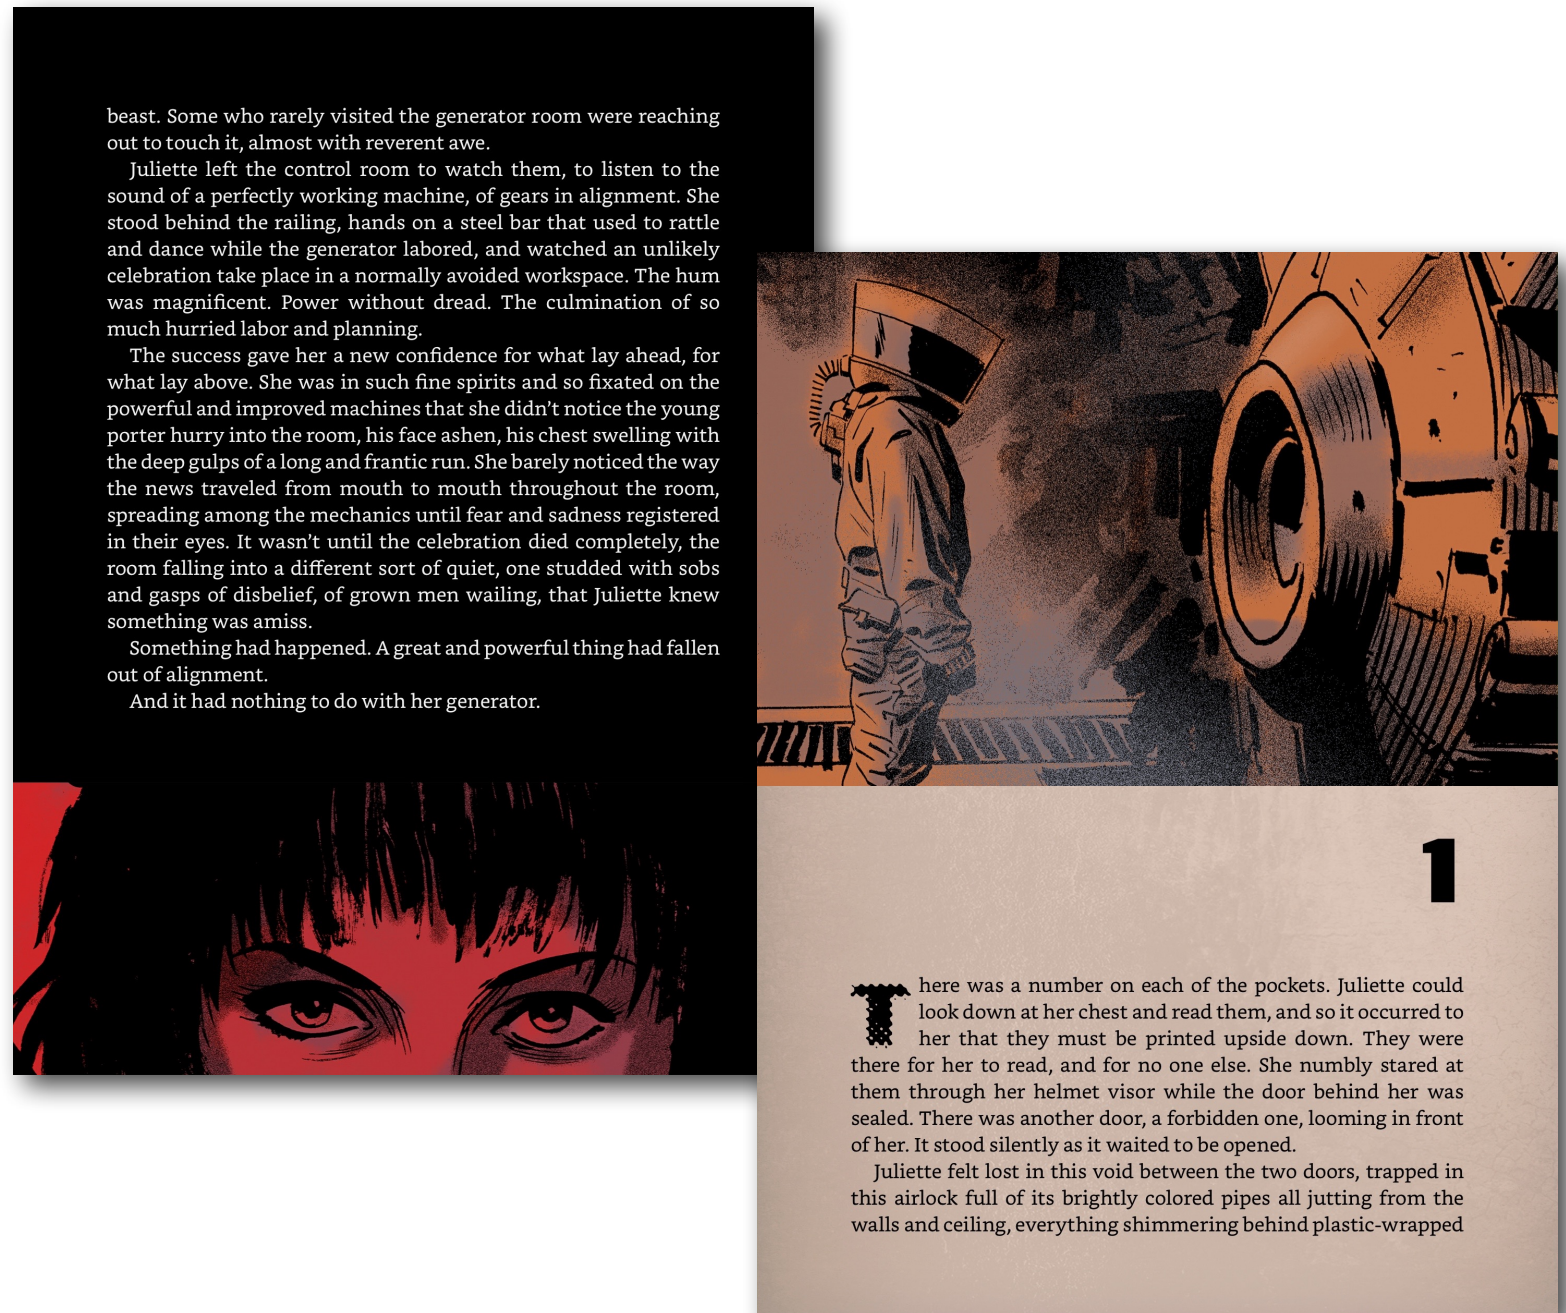 beast. Some who rarely visited the generator room were reaching
out to touch it, almost with reverent awe.
Juliette left the control room to watch them, to listen to the
sound of a perfectly working machine, of gears in alignment. She
stood behind the railing, hands on a steel bar that used to rattle
and dance while the generator labored, and watched an unlikely
celebration take place in a normally avoided workspace. The hum
was magnificent. Power without dread. The culmination of so
much hurried labor and planning.
The success gave her a new confidence for what lay ahead, for
what lay above. She was in such fine spirits and so fixated on the
powerful and improved machines that she didn’t notice the young
porter hurry into the room, his face ashen, his chest swelling with
the deep gulps of a long and frantic run. She barely noticed the way
the news traveled from mouth to mouth throughout the room,
spreading among the mechanics until fear and sadness registered
in their eyes. It wasn’t until the celebration died completely, the
room falling into a different sort of quiet, one studded with sobs
and gasps of disbelief, of grown men wailing, that Juliette knew
something was amiss.
Something had happened. A great and powerful thing had fallen
out of alignment.
And it had nothing to do with her generator.
1
There was a number on each of the pockets. Juliette could
look down at her chest and read them, and so it occurred to
her that they must be printed upside down. They were
there for her to read, and for no one else. She numbly stared at
them through her helmet visor while the door behind her was
sealed. There was another door, a forbidden one, looming in front
of her. It stood silently as it waited to be opened.
Juliette felt lost in this void between the two doors, trapped in
this airlock full of its brightly colored pipes all jutting from the
walls and ceiling, everything shimmering behind plastic-wrapped